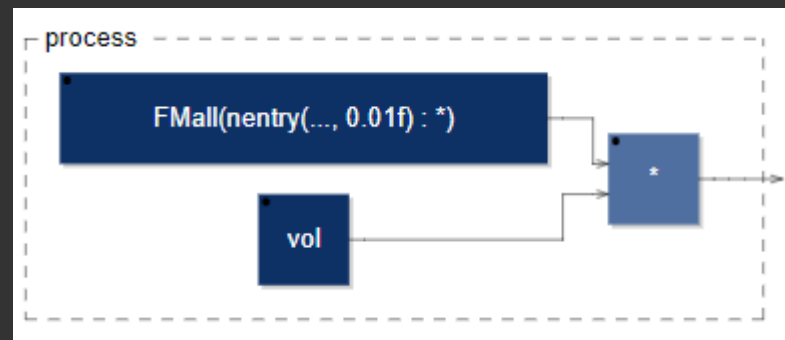 process
FMall(nentry(..., 0.01f) : *)
*
vol